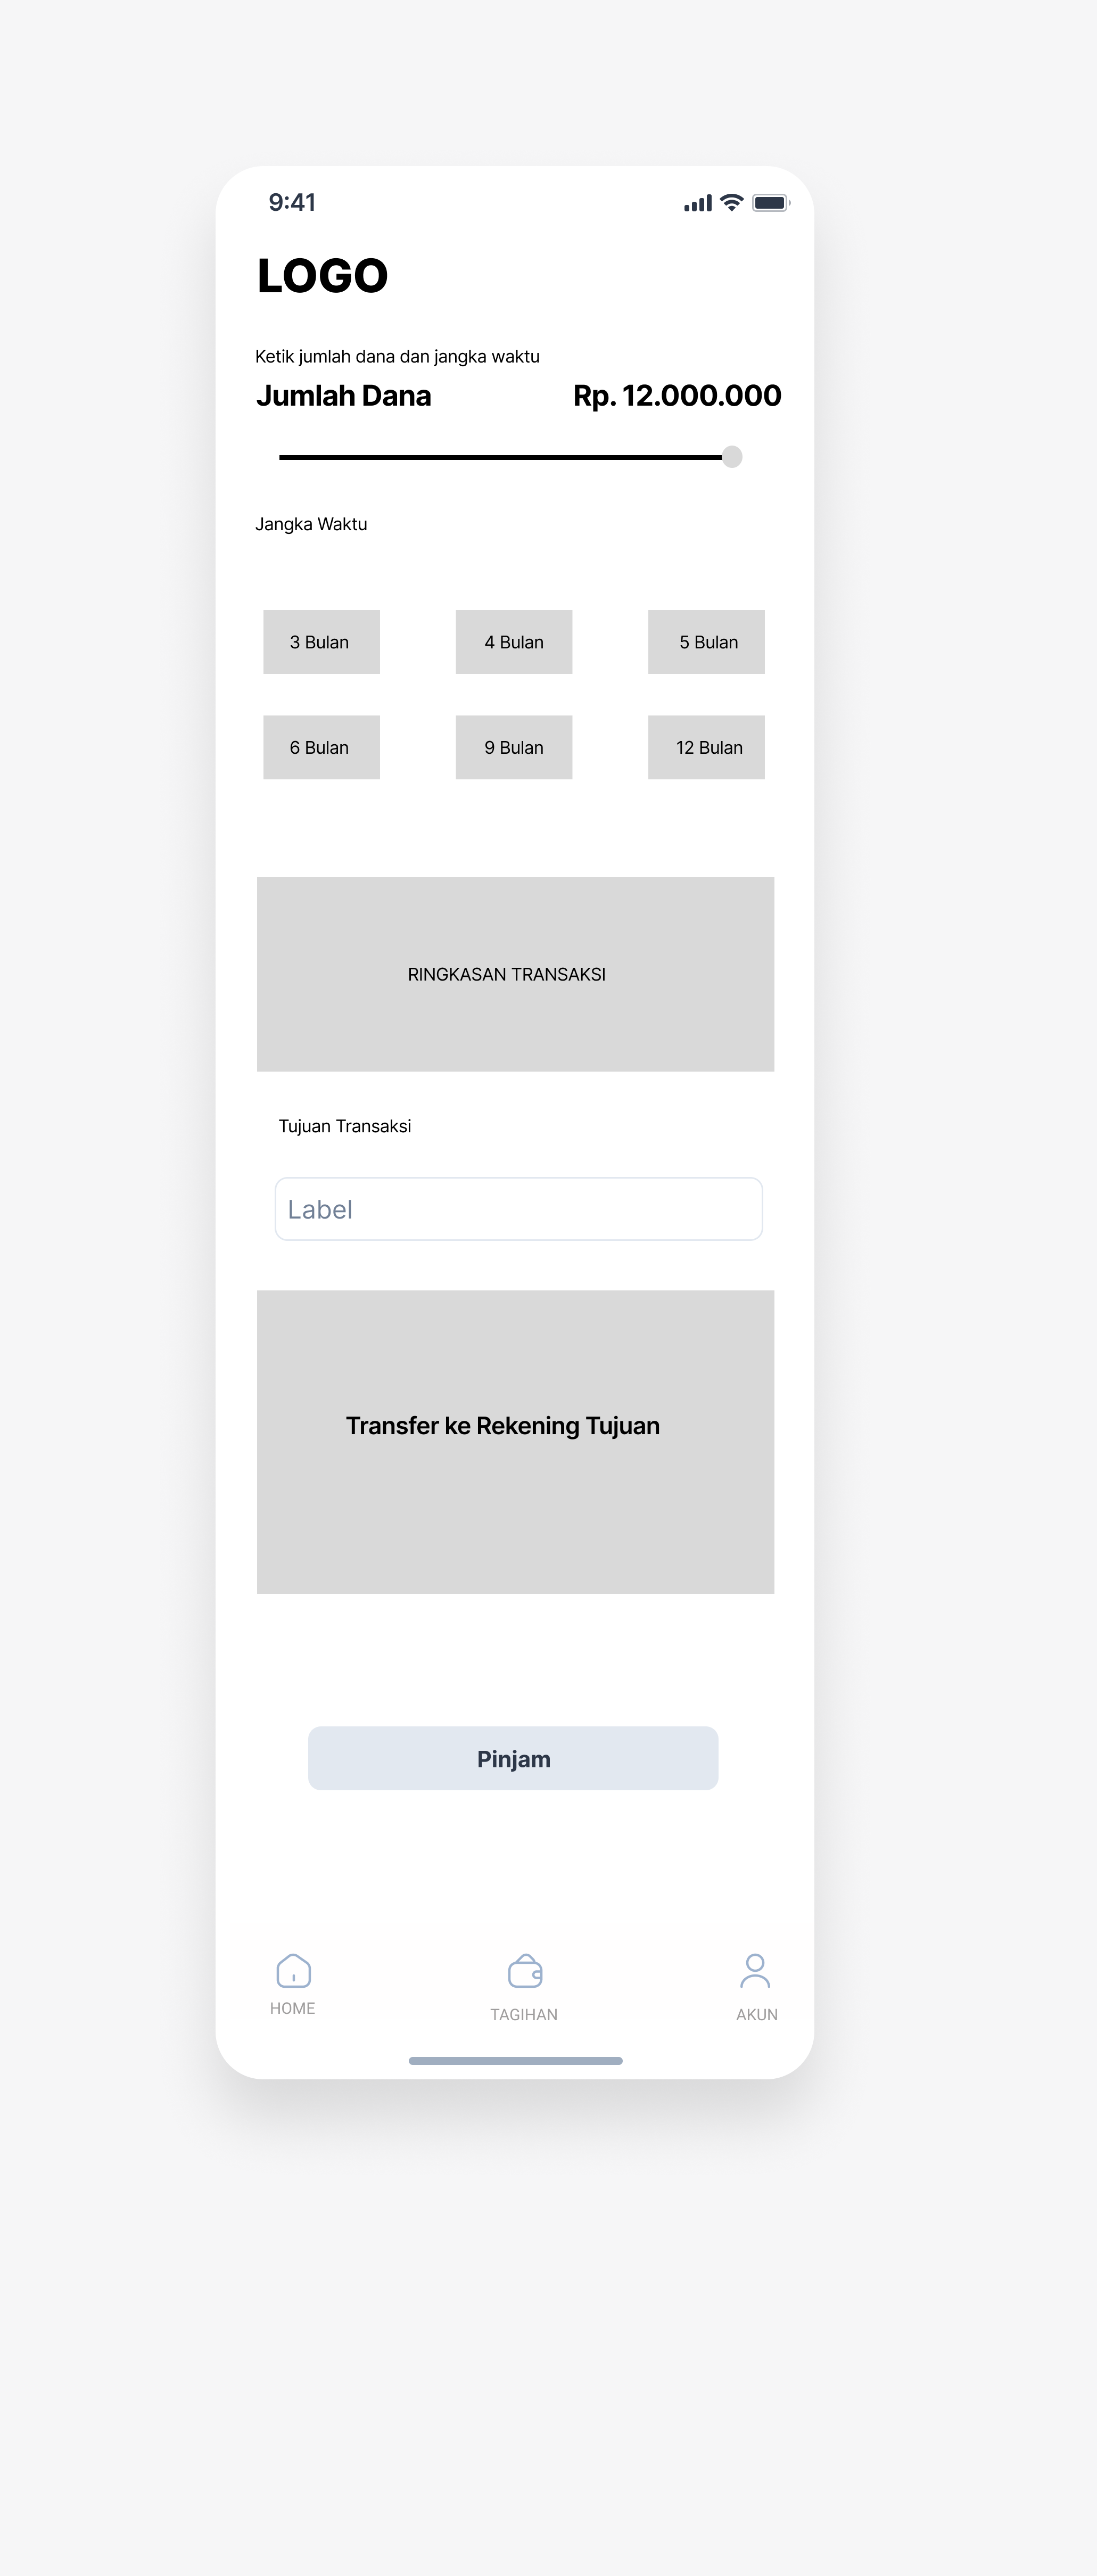 9:41
LOGO
Ketik jumlah dana dan jangka waktu
Jumlah Dana Rp. 12.000.000
Jangka Waktu
3 Bulan 4 Bulan 5 Bulan
6 Bulan 9 Bulan 12 Bulan
RINGKASAN TRANSAKSI
Tujuan Transaksi
Label
Transfer ke Rekening Tujuan
Pinjam
HOME TAGIHAN AKUN